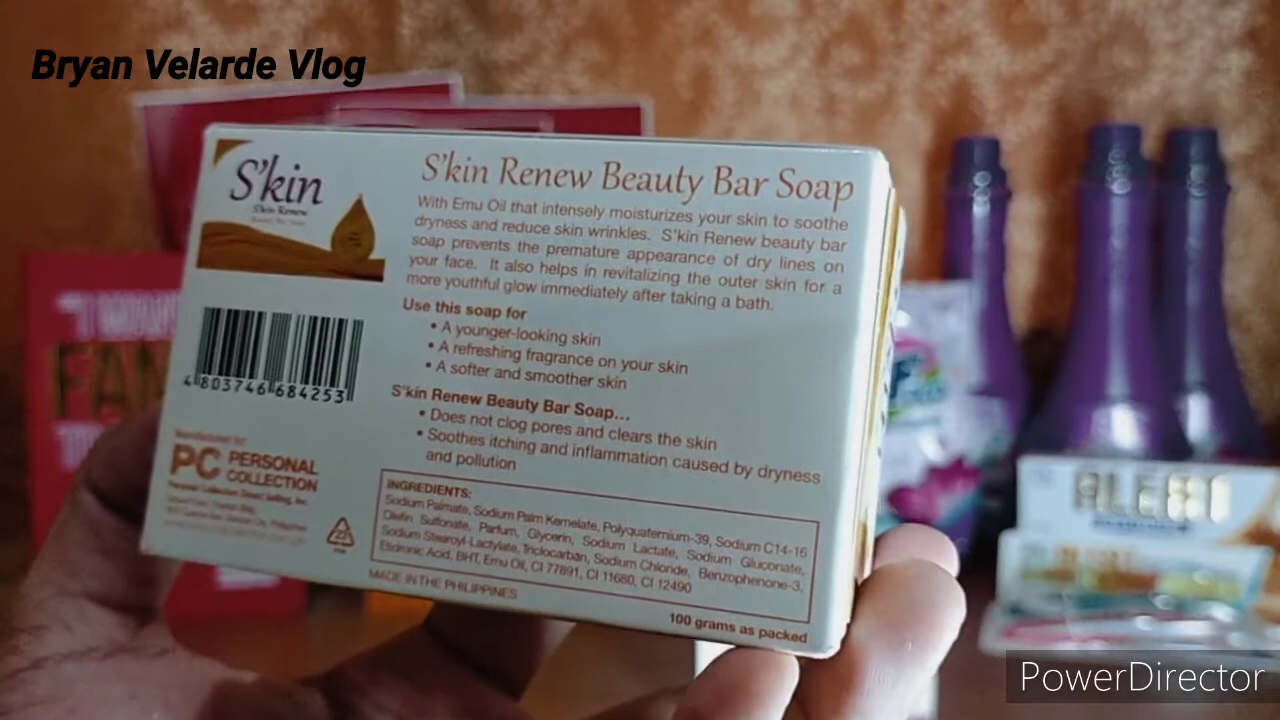 Bryan Velarde Vlog
S'kin
S'kin Renew
S'kin Renew Beauty Bar Soap
With Emu Oil that intensely moisturizes your skin to soothe
dryness and reduce skin wrinkles. S'kin Renew beauty bar
soap prevents the premature appearance of dry lines on
your face. It also helps in revitalizing the outer skin for a
more youthful glow immediately after taking a bath.
Use this soap for
• A younger-looking skin
• A refreshing fragrance on your skin
• A softer and smoother skin
S'kin Renew Beauty Bar Soap...
• Does not clog pores and clears the skin
• Soothes itching and inflammation caused by dryness
and pollution
4 803746 684253
Manufactured for
PC PERSONAL
COLLECTION
Personal Collection Direct Selling, Inc.
22
INGREDIENTS:
Sodium Palmate, Sodium Palm Kernelate, Polyquaternium-39, Sodium C14-16
Olefin Sulfonate, Parfum, Glycerin, Sodium Lactate, Sodium Gluconate,
Sodium Stearoyl-Lactylate, Triclocarban, Sodium Chloride, Benzophenone-3,
Etidronic Acid, BHT, Emu Oil, CI 77891, CI 11680, CI 12490
MADE IN THE PHILIPPINES
100 grams as packed
PowerDirector